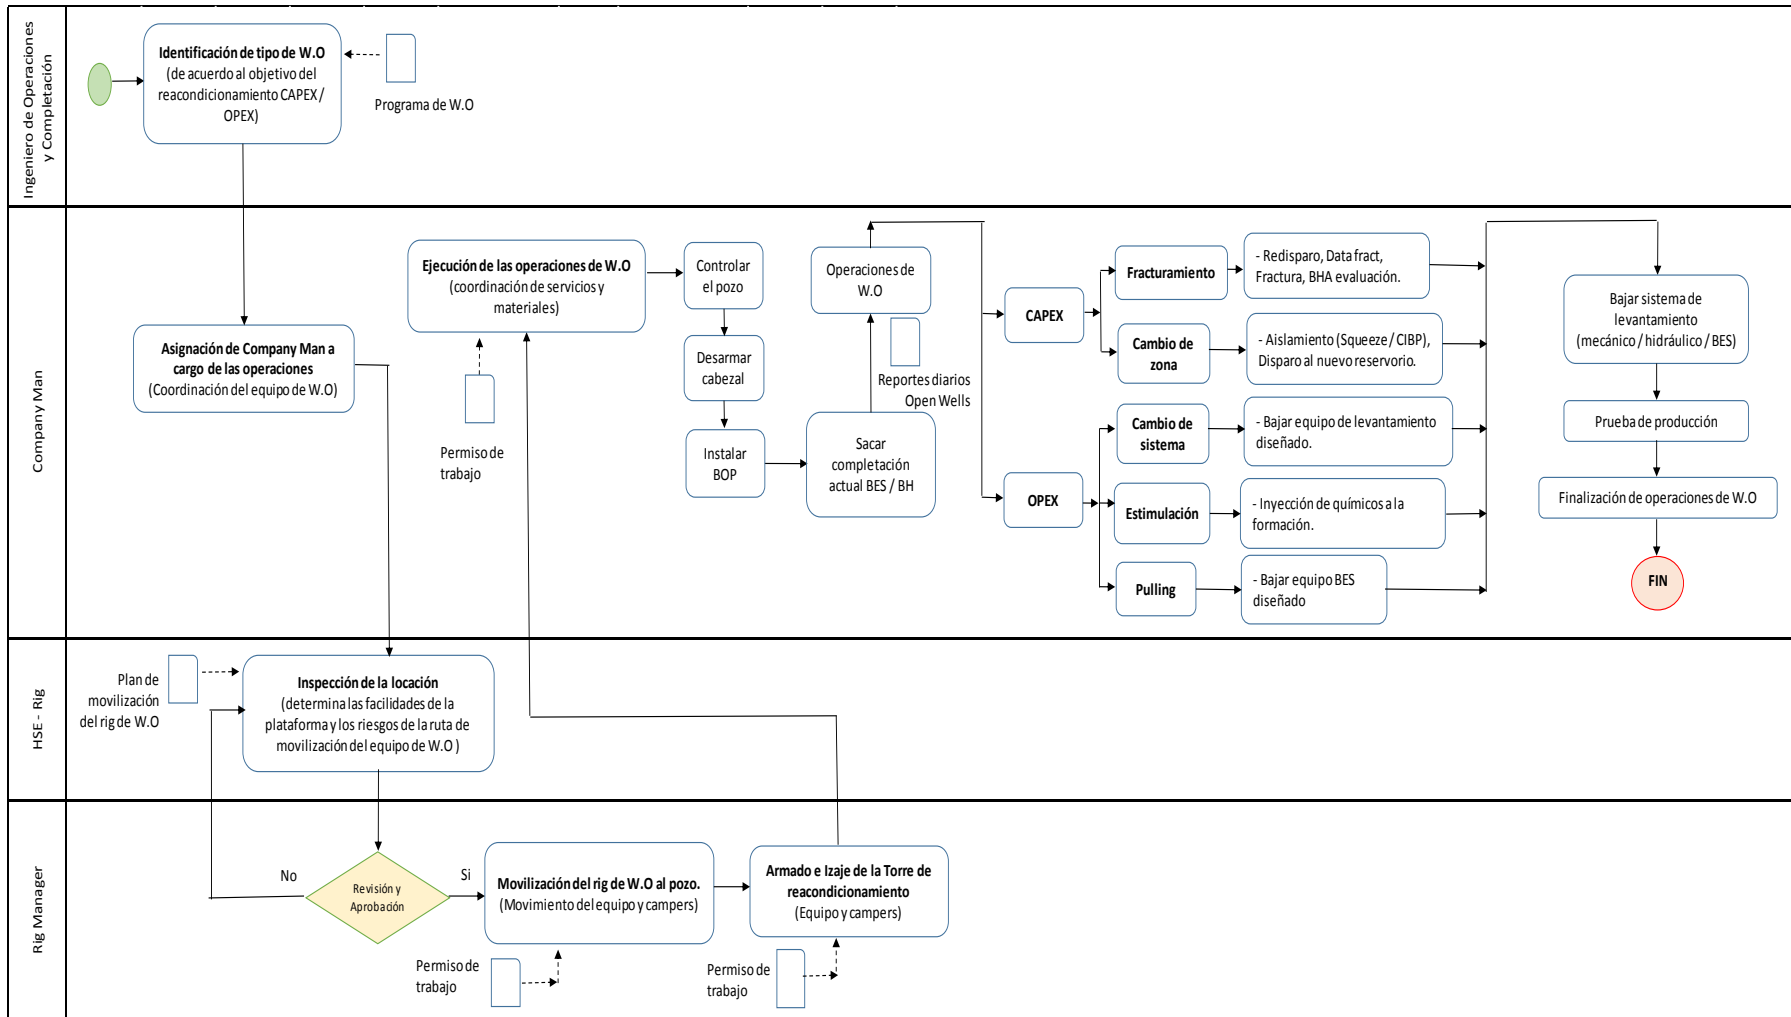 Ingeniero de Operaciones
y Completación
Identificación de tipo de W.O
(de acuerdo al objetivo del
reacondicionamiento CAPEX /
OPEX)
Programa de W.O
Company Man
Asignación de Company Man a
cargo de las operaciones
(Coordinación del equipo de W.O)
Ejecución de las operaciones de W.O
(coordinación de servicios y
materiales)
Permiso de
trabajo
Controlar
el pozo
Desarmar
cabezal
Instalar
BOP
Sacar
completación
actual BES / BH
Operaciones de
W.O
Reportes diarios
Open Wells
CAPEX
Fracturamiento
- Redisparo, Data fract,
Fractura, BHA evaluación.
Cambio de
zona
- Aislamiento (Squeeze / CIBP),
Disparo al nuevo reservorio.
OPEX
Cambio de
sistema
- Bajar equipo de levantamiento
diseñado.
Estimulación
- Inyección de químicos a la
formación.
Pulling
- Bajar equipo BES
diseñado
Bajar sistema de
levantamiento
(mecánico / hidráulico / BES)
Prueba de producción
Finalización de operaciones de W.O
FIN
HSE - Rig
Plan de
movilización
del rig de W.O
Inspección de la locación
(determina las facilidades de la
plataforma y los riesgos de la ruta de
movilización del equipo de W.O )
Rig Manager
No
Revisión y
Aprobación
Si
Movilización del rig de W.O al pozo.
(Movimiento del equipo y campers)
Permiso de
trabajo
Armado e Izaje de la Torre de
reacondicionamiento
(Equipo y campers)
Permiso de
trabajo